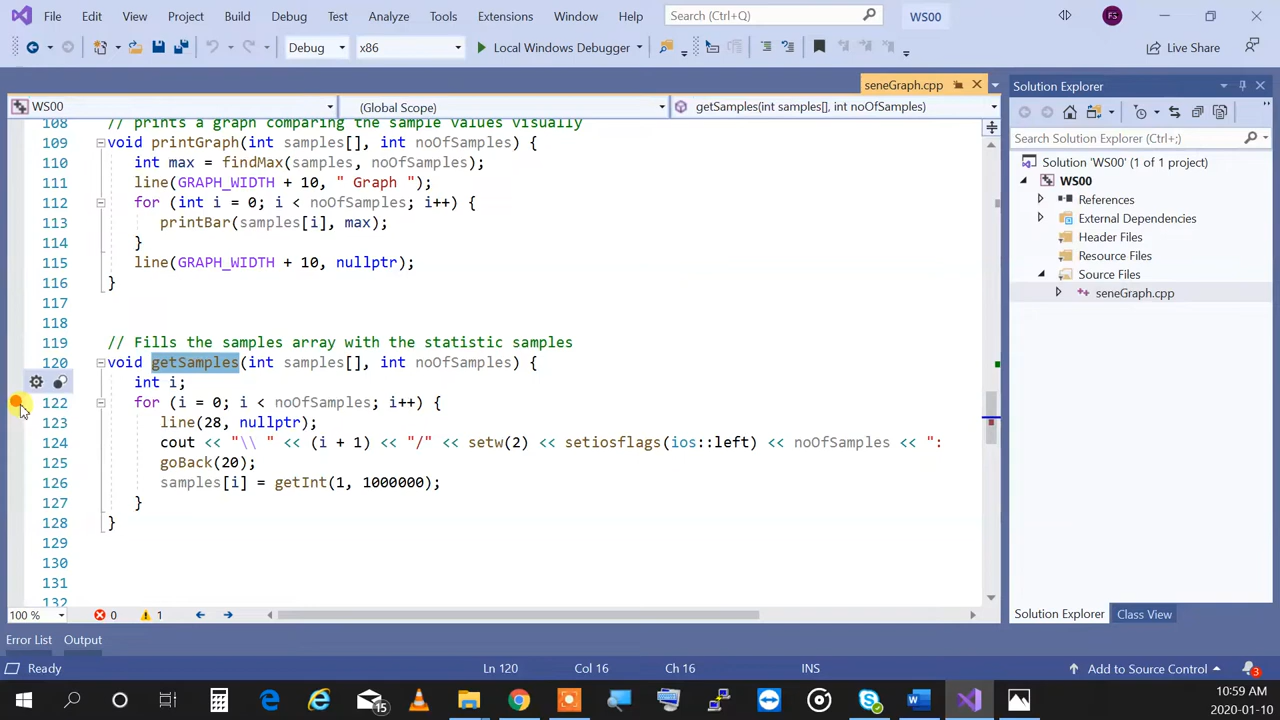 File Edit View Project Build Debug Test Analyze Tools Extensions Window Help Search (Ctrl+Q) WS00 FS
Debug x86 Local Windows Debugger Live Share
seneGraph.cpp Solution Explorer
WS00 (Global Scope) getSamples(int samples[], int noOfSamples)
108 // prints a graph comparing the sample values visually
109 void printGraph(int samples[], int noOfSamples) {
110 int max = findMax(samples, noOfSamples);
111 line(GRAPH_WIDTH + 10, " Graph ");
112 for (int i = 0; i < noOfSamples; i++) {
113 printBar(samples[i], max);
114 }
115 line(GRAPH_WIDTH + 10, nullptr);
116 }
117
118
119 // Fills the samples array with the statistic samples
120 void getSamples(int samples[], int noOfSamples) {
int i;
122 for (i = 0; i < noOfSamples; i++) {
123 line(28, nullptr);
124 cout << "\\ " << (i + 1) << "/" << setw(2) << setiosflags(ios::left) << noOfSamples << ":
125 goBack(20);
126 samples[i] = getInt(1, 1000000);
127 }
128 }
129
130
131
132
Search Solution Explorer (Ctrl+;)
Solution 'WS00' (1 of 1 project)
WS00
References
External Dependencies
Header Files
Resource Files
Source Files
seneGraph.cpp
100 % 0 1
Solution Explorer Class View
Error List Output
Ready Ln 120 Col 16 Ch 16 INS Add to Source Control 3
15
10:59 AM
2020-01-10